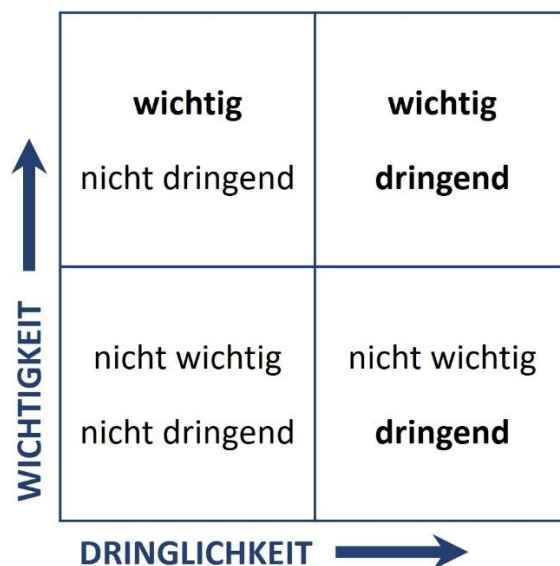 wichtig
nicht dringend
wichtig
dringend
WICHTIGKEIT
nicht wichtig
nicht dringend
nicht wichtig
dringend
DRINGLICHKEIT